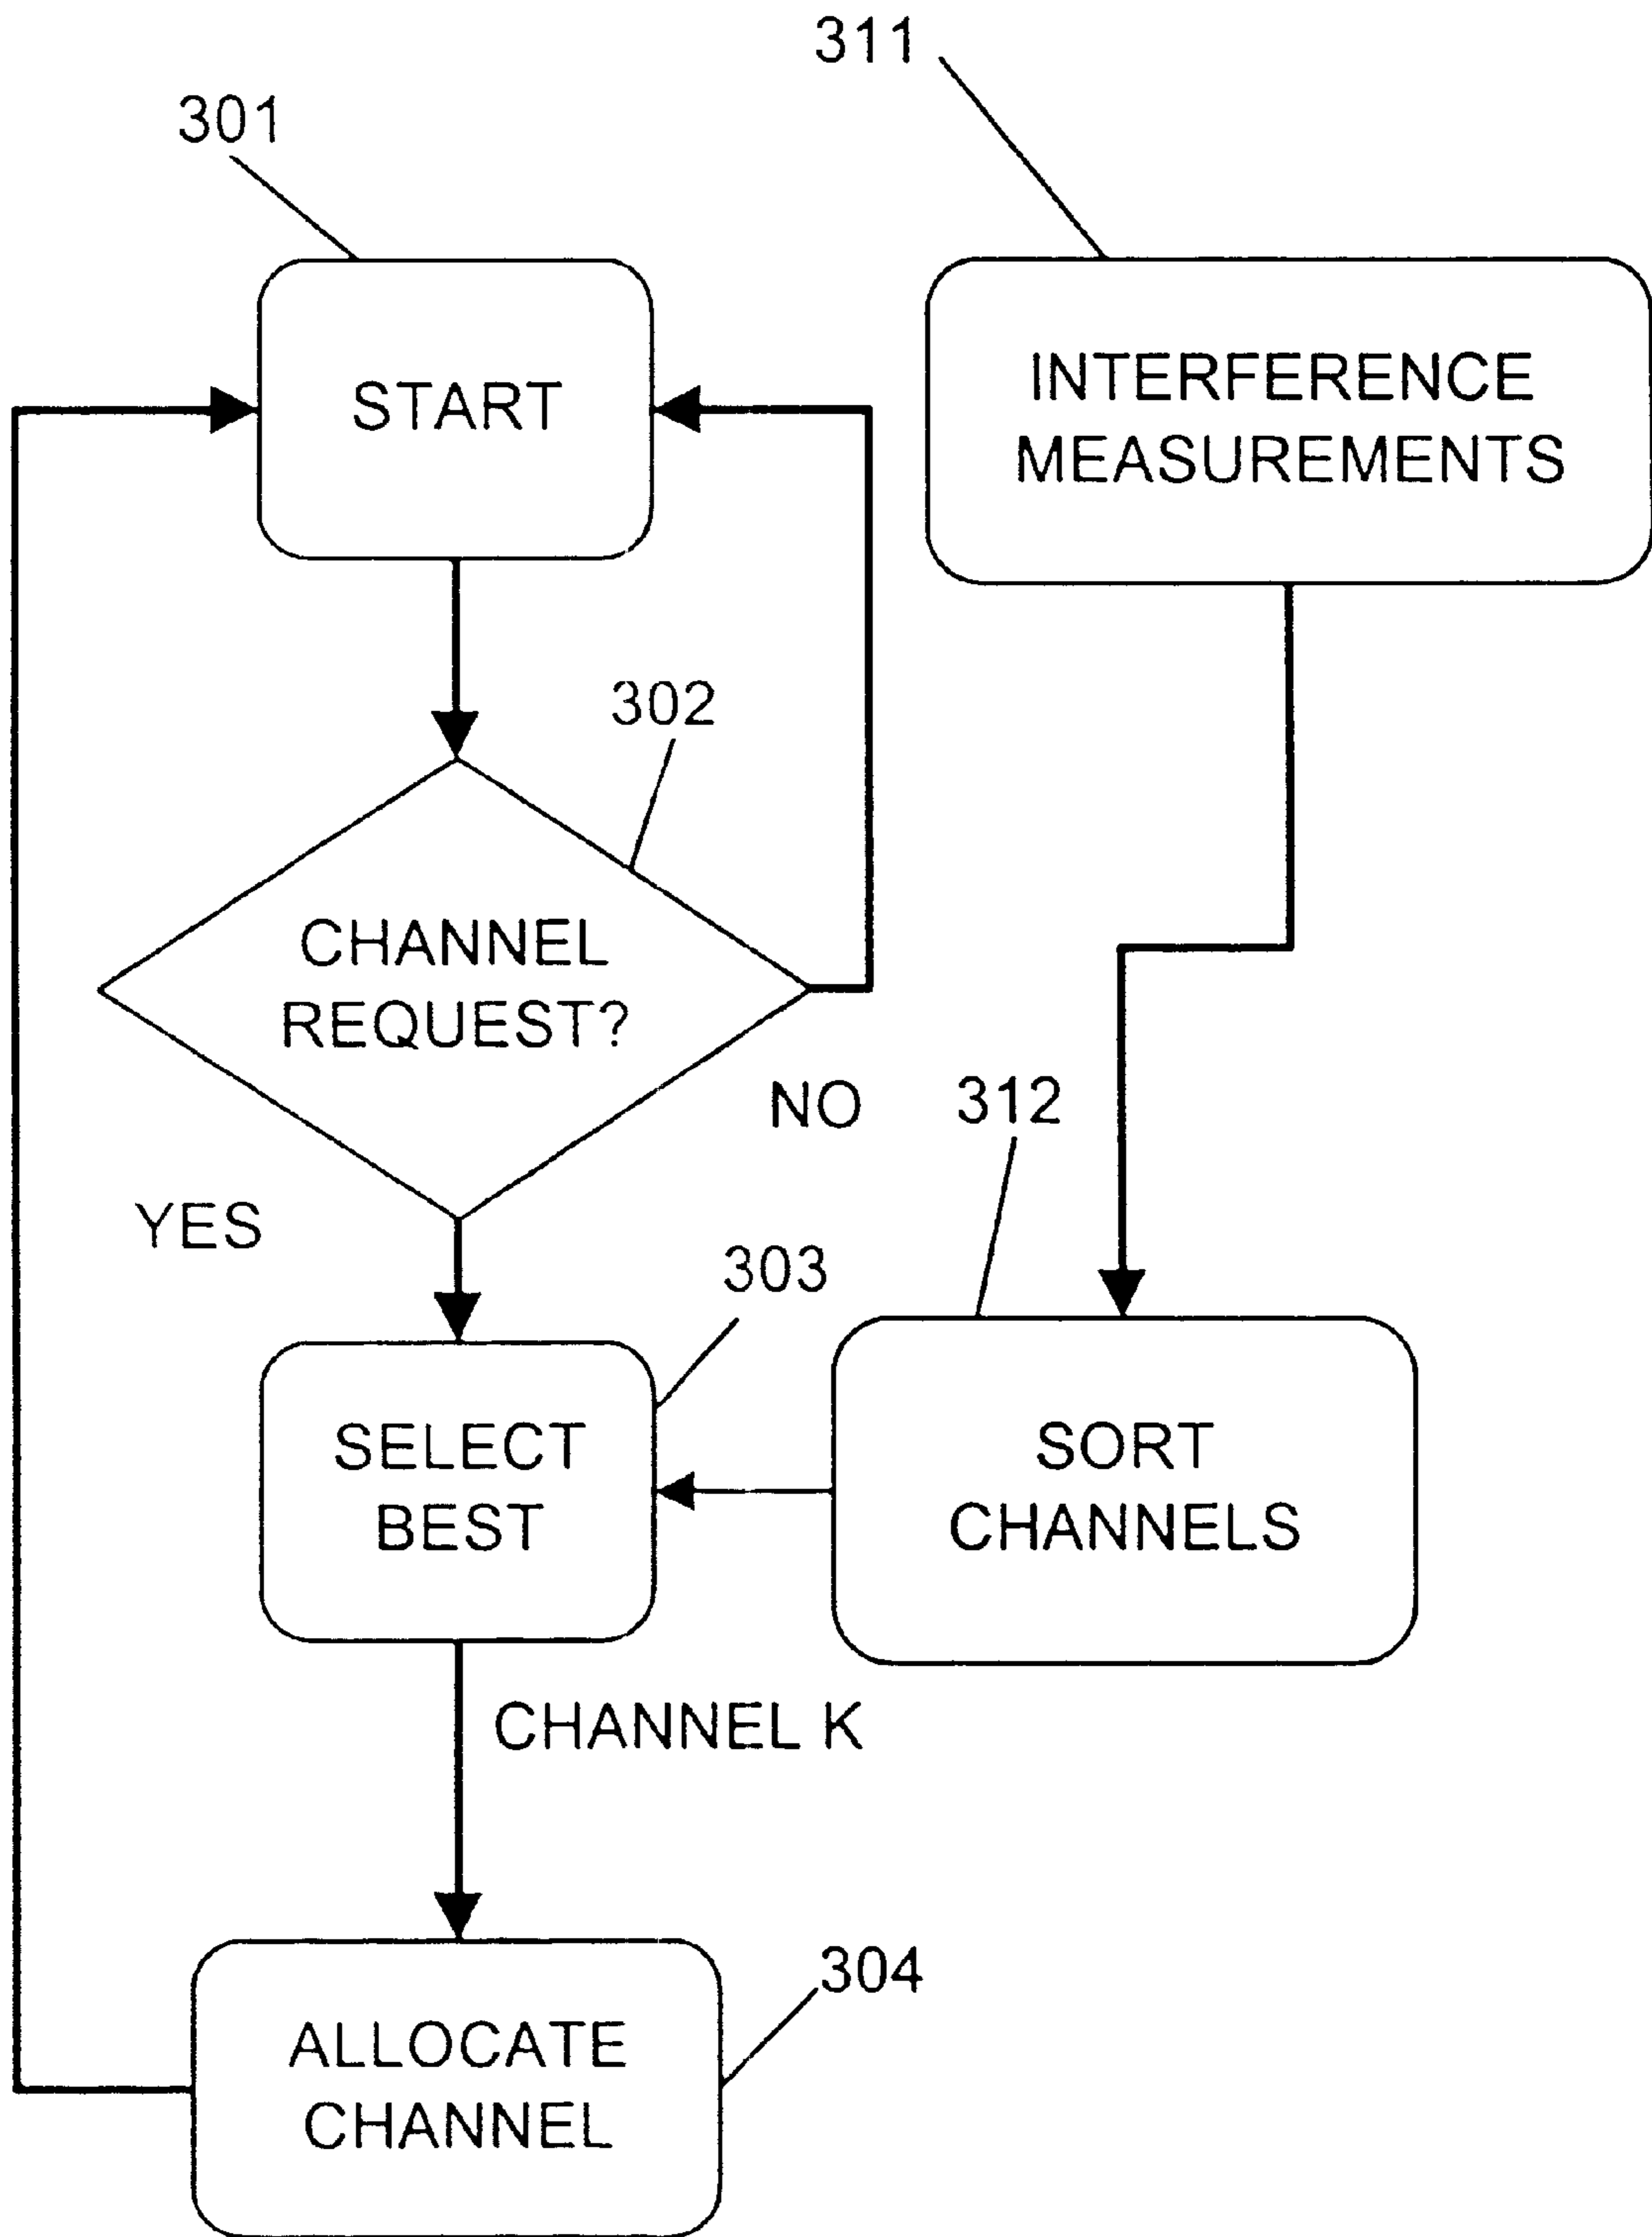 311
301
START
INTERFERENCE
MEASUREMENTS
302
CHANNEL
REQUEST?
NO
312
YES
303
SELECT
BEST
SORT
CHANNELS
CHANNEL K
304
ALLOCATE
CHANNEL